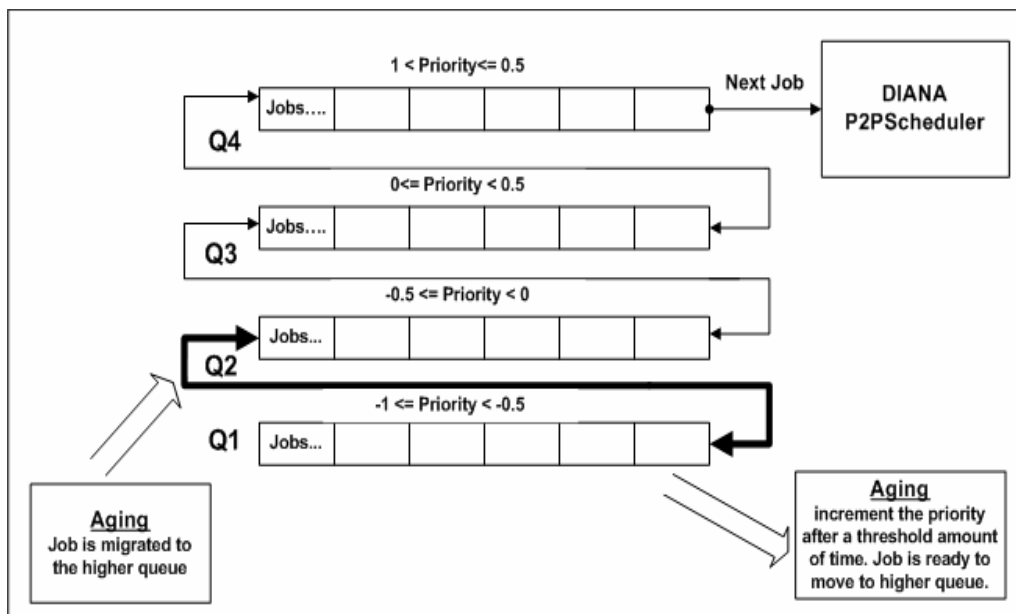 1 < Priority<= 0.5
Next Job
DIANA
P2PScheduler
Jobs....
Q4
0<= Priority < 0.5
Jobs....
Q3
-0.5 <= Priority < 0
Jobs...
Q2
-1 <= Priority < -0.5
Q1
Jobs...
Aging
Job is migrated to
the higher queue
Aging
increment the priority
after a threshold amount
of time. Job is ready to
move to higher queue.